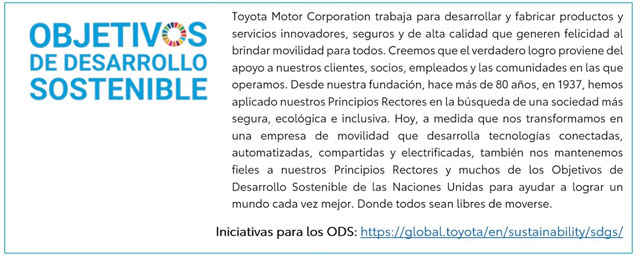 OBJETIVOS
DE DESARROLLO
SOSTENIBLE
Toyota Motor Corporation trabaja para desarrollar y fabricar productos y
servicios innovadores, seguros y de alta calidad que generen felicidad al
brindar movilidad para todos. Creemos que el verdadero logro proviene del
apoyo a nuestros clientes, socios, empleados y las comunidades en las que
operamos. Desde nuestra fundación, hace más de 80 años, en 1937, hemos
aplicado nuestros Principios Rectores en la búsqueda de una sociedad más
segura, ecológica e inclusiva. Hoy, a medida que nos transformamos en
una empresa de movilidad que desarrolla tecnologías conectadas,
automatizadas, compartidas y electrificadas, también nos mantenemos
fieles a nuestros Principios Rectores y muchos de los Objetivos de
Desarrollo Sostenible de las Naciones Unidas para ayudar a lograr un
mundo cada vez mejor. Donde todos sean libres de moverse.
Iniciativas para los ODS: https://global.toyota/en/sustainability/sdgs/